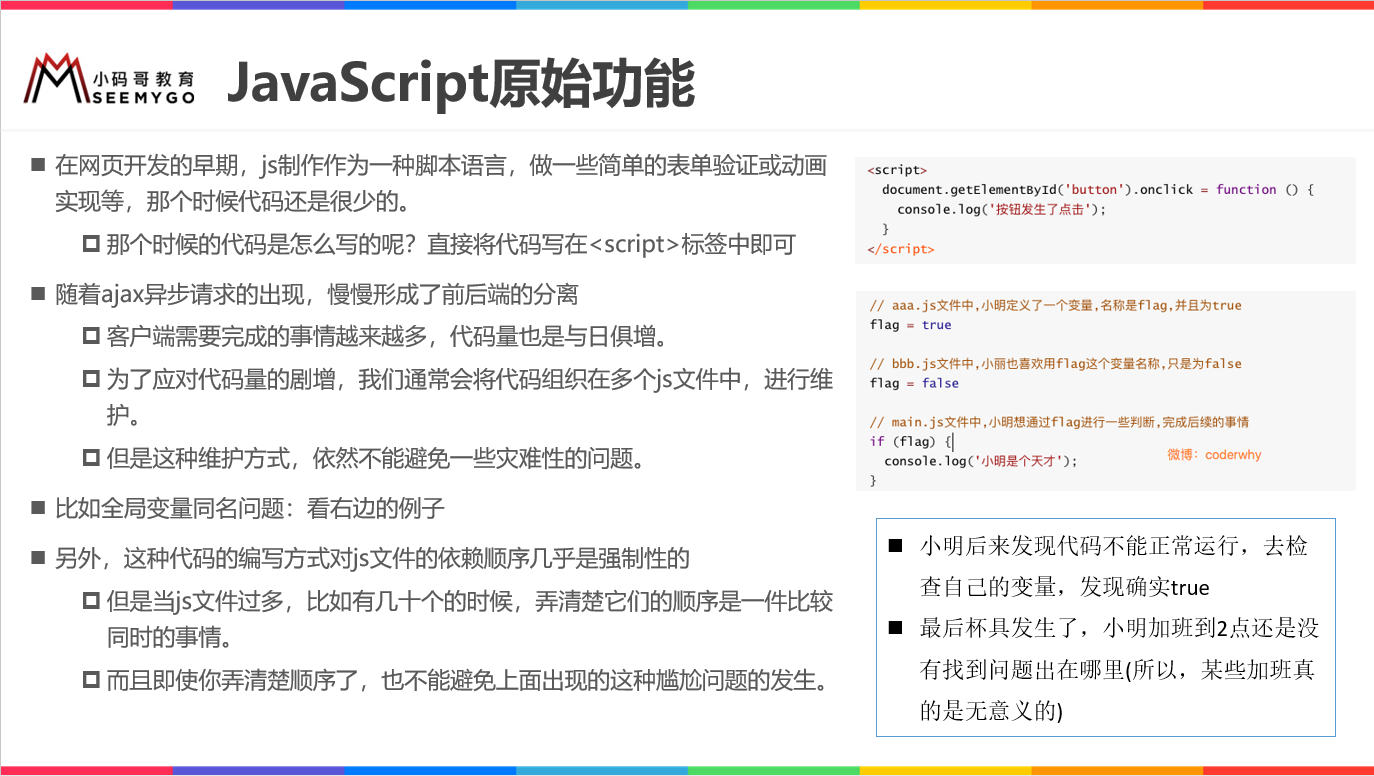 小码哥教育
SEEMYGO
JavaScript原始功能
在网页开发的早期，js制作作为一种脚本语言，做一些简单的表单验证或动画
实现等，那个时候代码还是很少的。
那个时候的代码是怎么写的呢？直接将代码写在<script>标签中即可
随着ajax异步请求的出现，慢慢形成了前后端的分离
客户端需要完成的事情越来越多，代码量也是与日俱增。
为了应对代码量的剧增，我们通常会将代码组织在多个js文件中，进行维
护。
但是这种维护方式，依然不能避免一些灾难性的问题。
比如全局变量同名问题：看右边的例子
另外，这种代码的编写方式对js文件的依赖顺序几乎是强制性的
但是当js文件过多，比如有几十个的时候，弄清楚它们的顺序是一件比较
同时的事情。
而且即使你弄清楚顺序了，也不能避免上面出现的这种尴尬问题的发生。
<script>
document.getElementById('button').onclick = function () {
console.log('按钮发生了点击');
}
</script>
// aaa.js文件中,小明定义了一个变量,名称是flag,并且为true
flag = true
// bbb.js文件中,小丽也喜欢用flag这个变量名称,只是为false
flag = false
// main.js文件中,小明想通过flag进行一些判断,完成后续的事情
if (flag) {
console.log('小明是个天才');
}
微博：coderwhy
小明后来发现代码不能正常运行，去检
查自己的变量，发现确实true
最后杯具发生了，小明加班到2点还是没
有找到问题出在哪里(所以，某些加班真
的是无意义的)